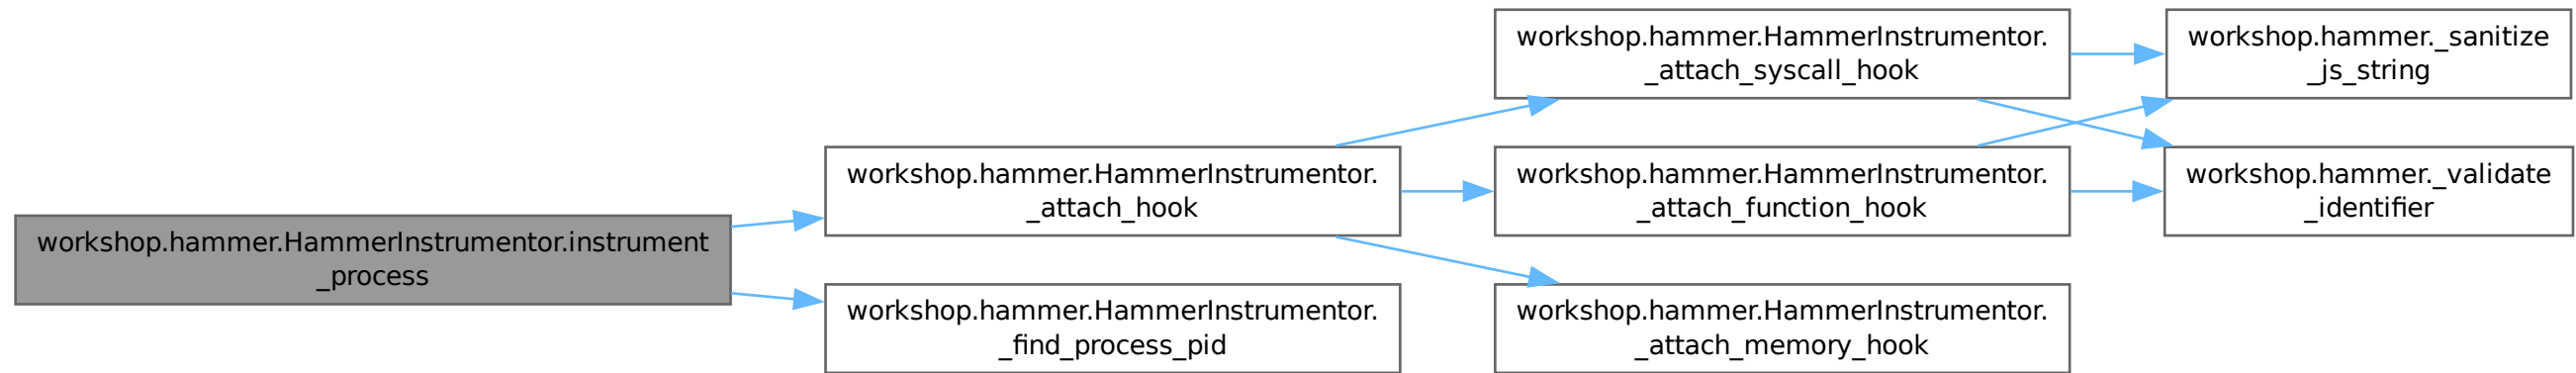 workshop.hammer.HammerInstrumentor.instrument
_process
workshop.hammer.HammerInstrumentor.
_attach_hook
workshop.hammer.HammerInstrumentor.
_find_process_pid
workshop.hammer.HammerInstrumentor.
_attach_syscall_hook
workshop.hammer.HammerInstrumentor.
_attach_function_hook
workshop.hammer.HammerInstrumentor.
_attach_memory_hook
workshop.hammer._sanitize
_js_string
workshop.hammer._validate
_identifier